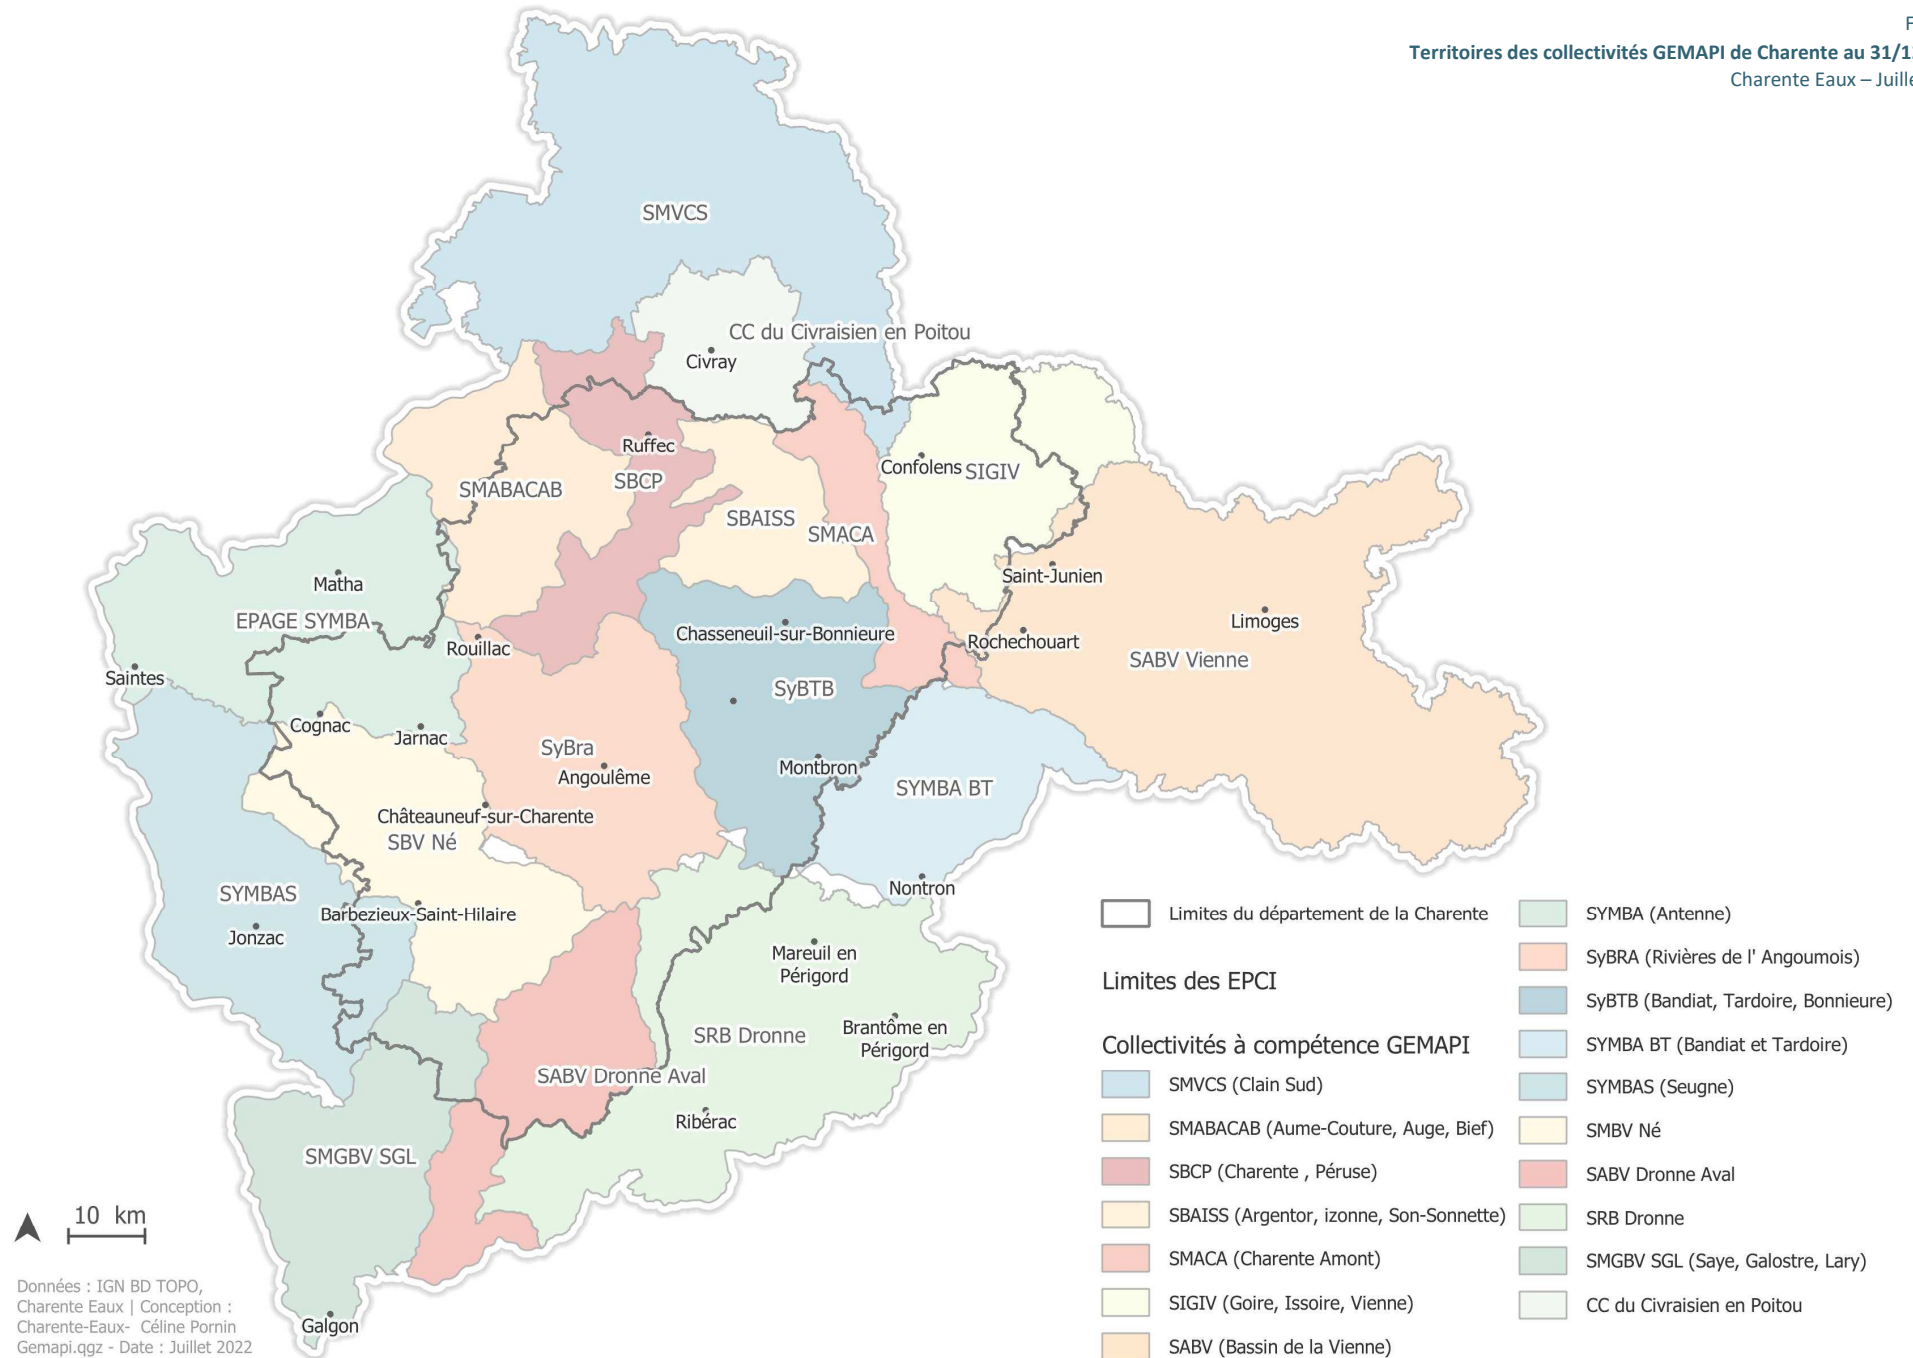 F
Territoires des collectivités GEMAPI de Charente au 31/1
Charente Eaux – Juille
SMVCS
CC du Civraisien en Poitou
Civray
Ruffec
Confolens SIGIV
SMABACAB
SBCP
SBAISS
SMACA
Matha
Saint-Junien
EPAGE SYMBA
Limoges
Rouillac
Chasseneuil-sur-Bonnieure
Rochechouart
SABV Vienne
Saintes
SyBTB
Cognac
Jarnac
SyBra
Angoulême
Montbron
SYMBA BT
Châteauneuf-sur-Charente
SBV Né
SYMBAS
Nontron
Barbezieux-Saint-Hilaire
Jonzac
Mareuil en
Périgord
SRB Dronne
Brantôme en
Périgord
SABV Dronne Aval
Ribérac
SMGBV SGL
Galgon
10 km
Données : IGN BD TOPO,
Charente Eaux | Conception :
Charente-Eaux- Céline Pornin
Gemapi.qgz - Date : Juillet 2022
Limites du département de la Charente
Limites des EPCI
Collectivités à compétence GEMAPI
SMVCS (Clain Sud)
SMABACAB (Aume-Couture, Auge, Bief)
SBCP (Charente , Péruse)
SBAISS (Argentor, izonne, Son-Sonnette)
SMACA (Charente Amont)
SIGIV (Goire, Issoire, Vienne)
SABV (Bassin de la Vienne)
SYMBA (Antenne)
SyBRA (Rivières de l' Angoumois)
SyBTB (Bandiat, Tardoire, Bonnieure)
SYMBA BT (Bandiat et Tardoire)
SYMBAS (Seugne)
SMBV Né
SABV Dronne Aval
SRB Dronne
SMGBV SGL (Saye, Galostre, Lary)
CC du Civraisien en Poitou